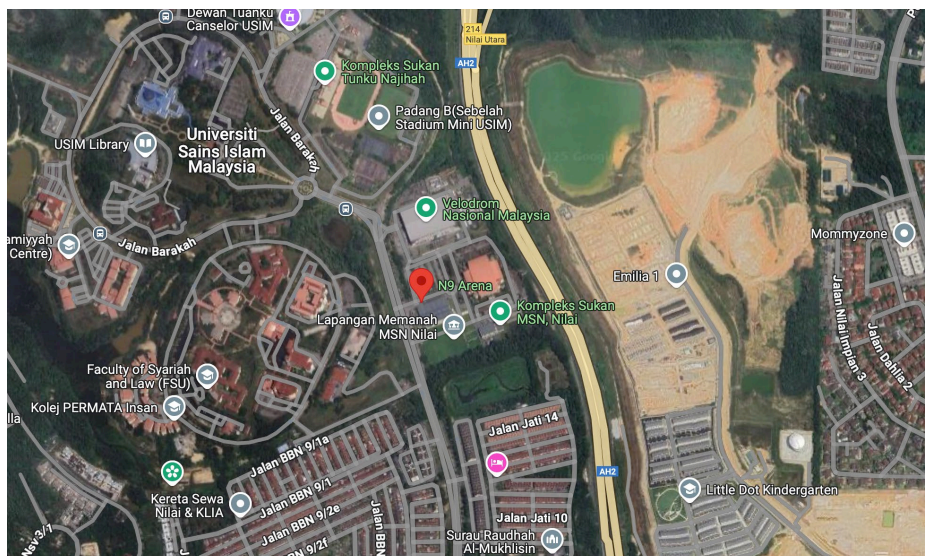 Dewan Tuanku
Canselor USIM
214
Nilai Utara
AH2
Kompleks Sukan
Tunku Najihah
Padang B(Sebelah
Stadium Mini USIM)
Jalan Barakah
USIM Library
Universiti
Sains Islam
Malaysia
Velodrom
Nasional Malaysia
amiyyah
Centre)
Jalan Barakah
Mommyzone
Emilia 1
N9 Arena
Kompleks Sukan
MSN, Nilai
Lapangan Memanah
MSN Nilai
Jalan Nilai Impian 3
Jalan Dahlia 2
Faculty of Syariah
and Law (FSU)
Kolej PERMATA Insan
lla
Jalan Jati 14
Jalan BBN 9/1a
AH2
Kereta Sewa
Nilai & KLIA
Jalan BBN 9/1
Little Dot Kindergarten
Jalan BBN 9/2e
Jalan BBN
Jalan Jati 10
Nsv 3/1
9/2f
Surau Raudhah
Al-Mukhlisin